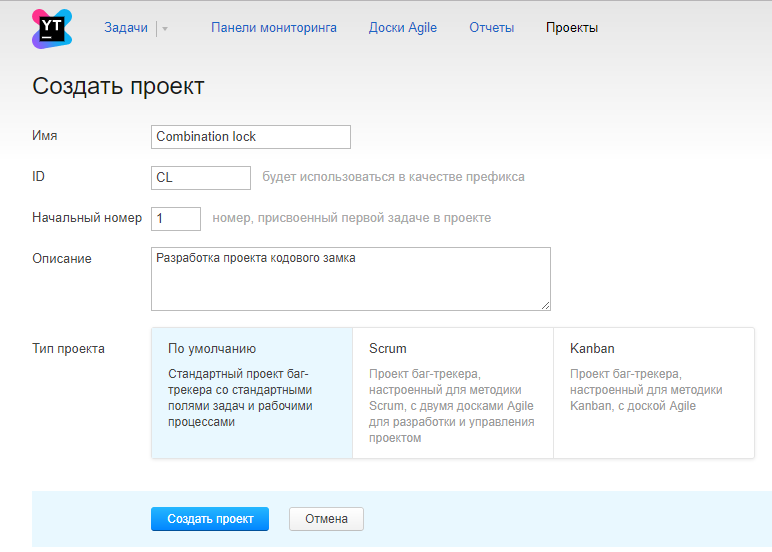 YT
Задачи Панели мониторинга Доски Agile Отчеты Проекты
Создать проект
Имя Combination lock
ID CL будет использоваться в качестве префикса
Начальный номер 1 номер, присвоенный первой задаче в проекте
Описание Разработка проекта кодового замка
Тип проекта
По умолчанию
Стандартный проект баг-
трекера со стандартными
полями задач и рабочими
процессами
Scrum
Проект баг-трекера,
настроенный для методики
Scrum, с двумя досками Agile
для разработки и управления
проектом
Kanban
Проект баг-трекера,
настроенный для методики
Kanban, с доской Agile
Создать проект Отмена